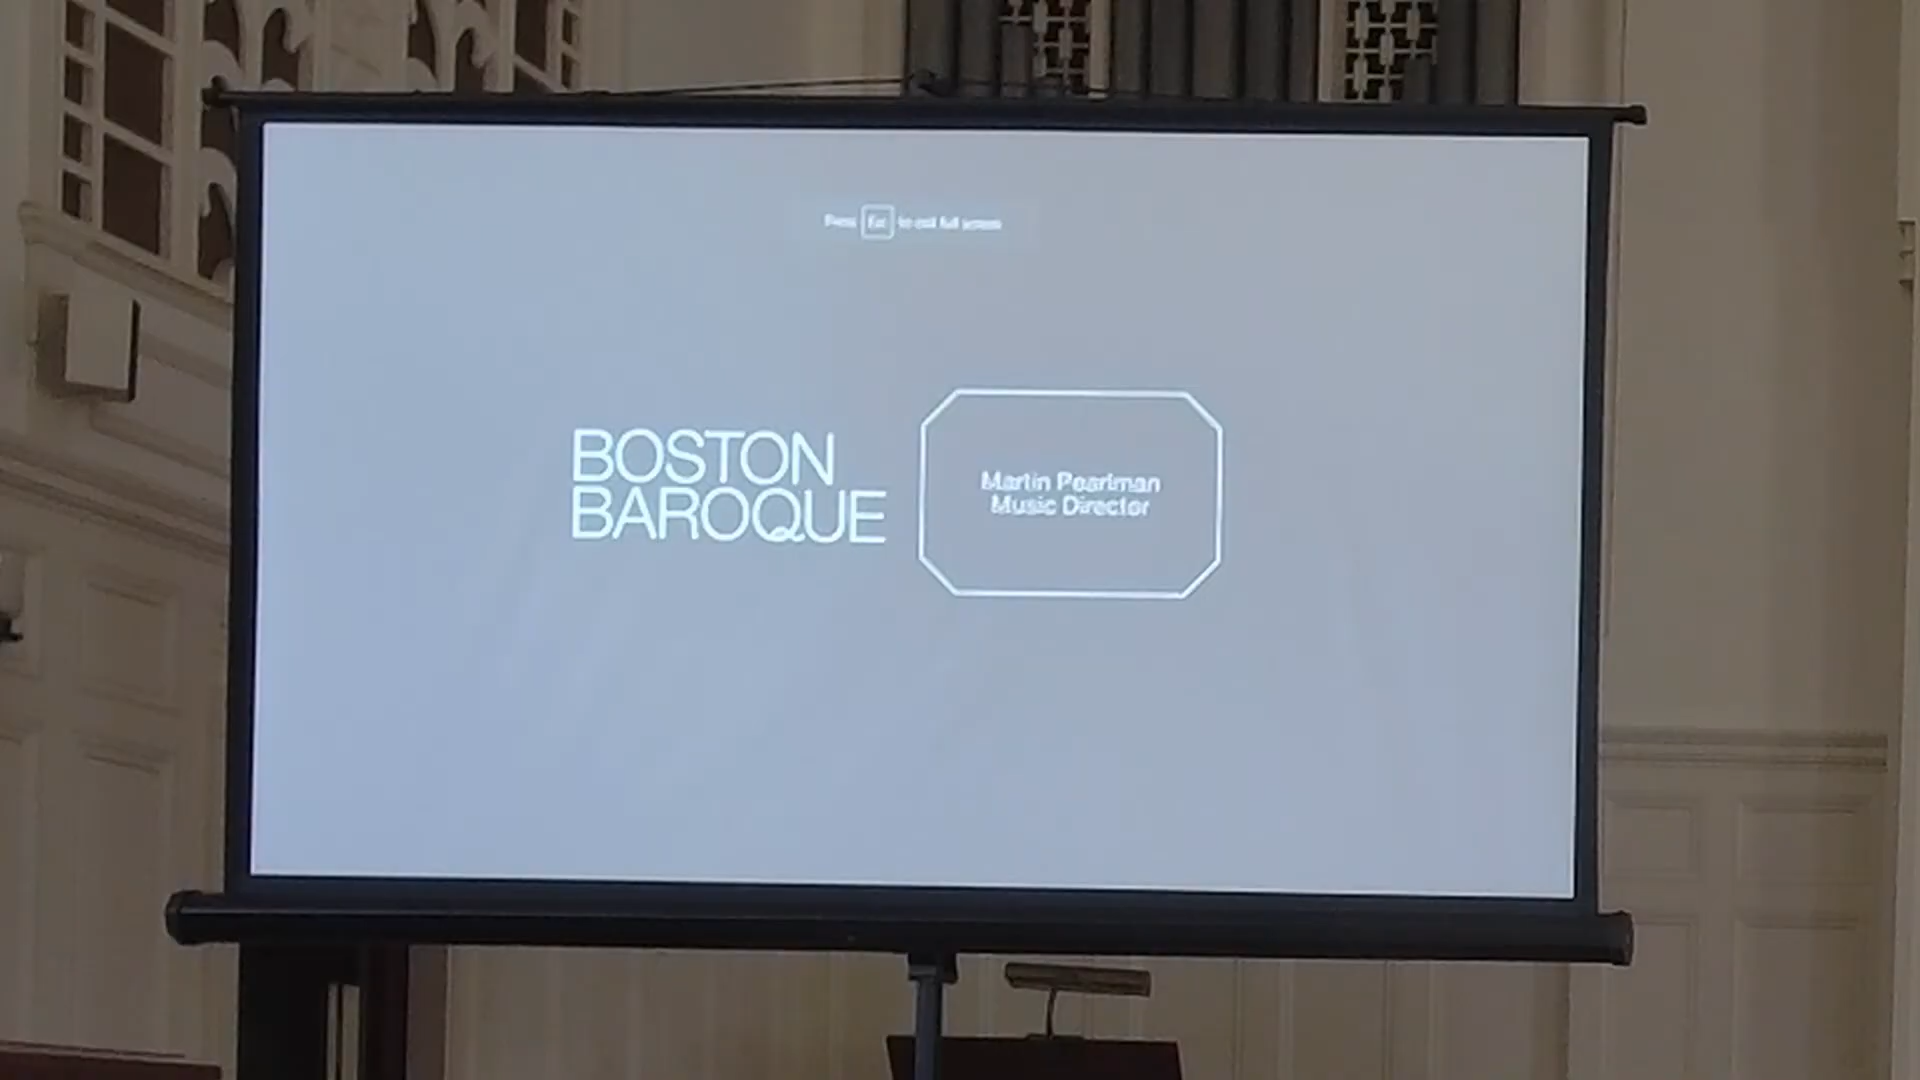 Press Esc to exit full screen
BOSTON
BAROQUE
Martin Pearlman
Music Director